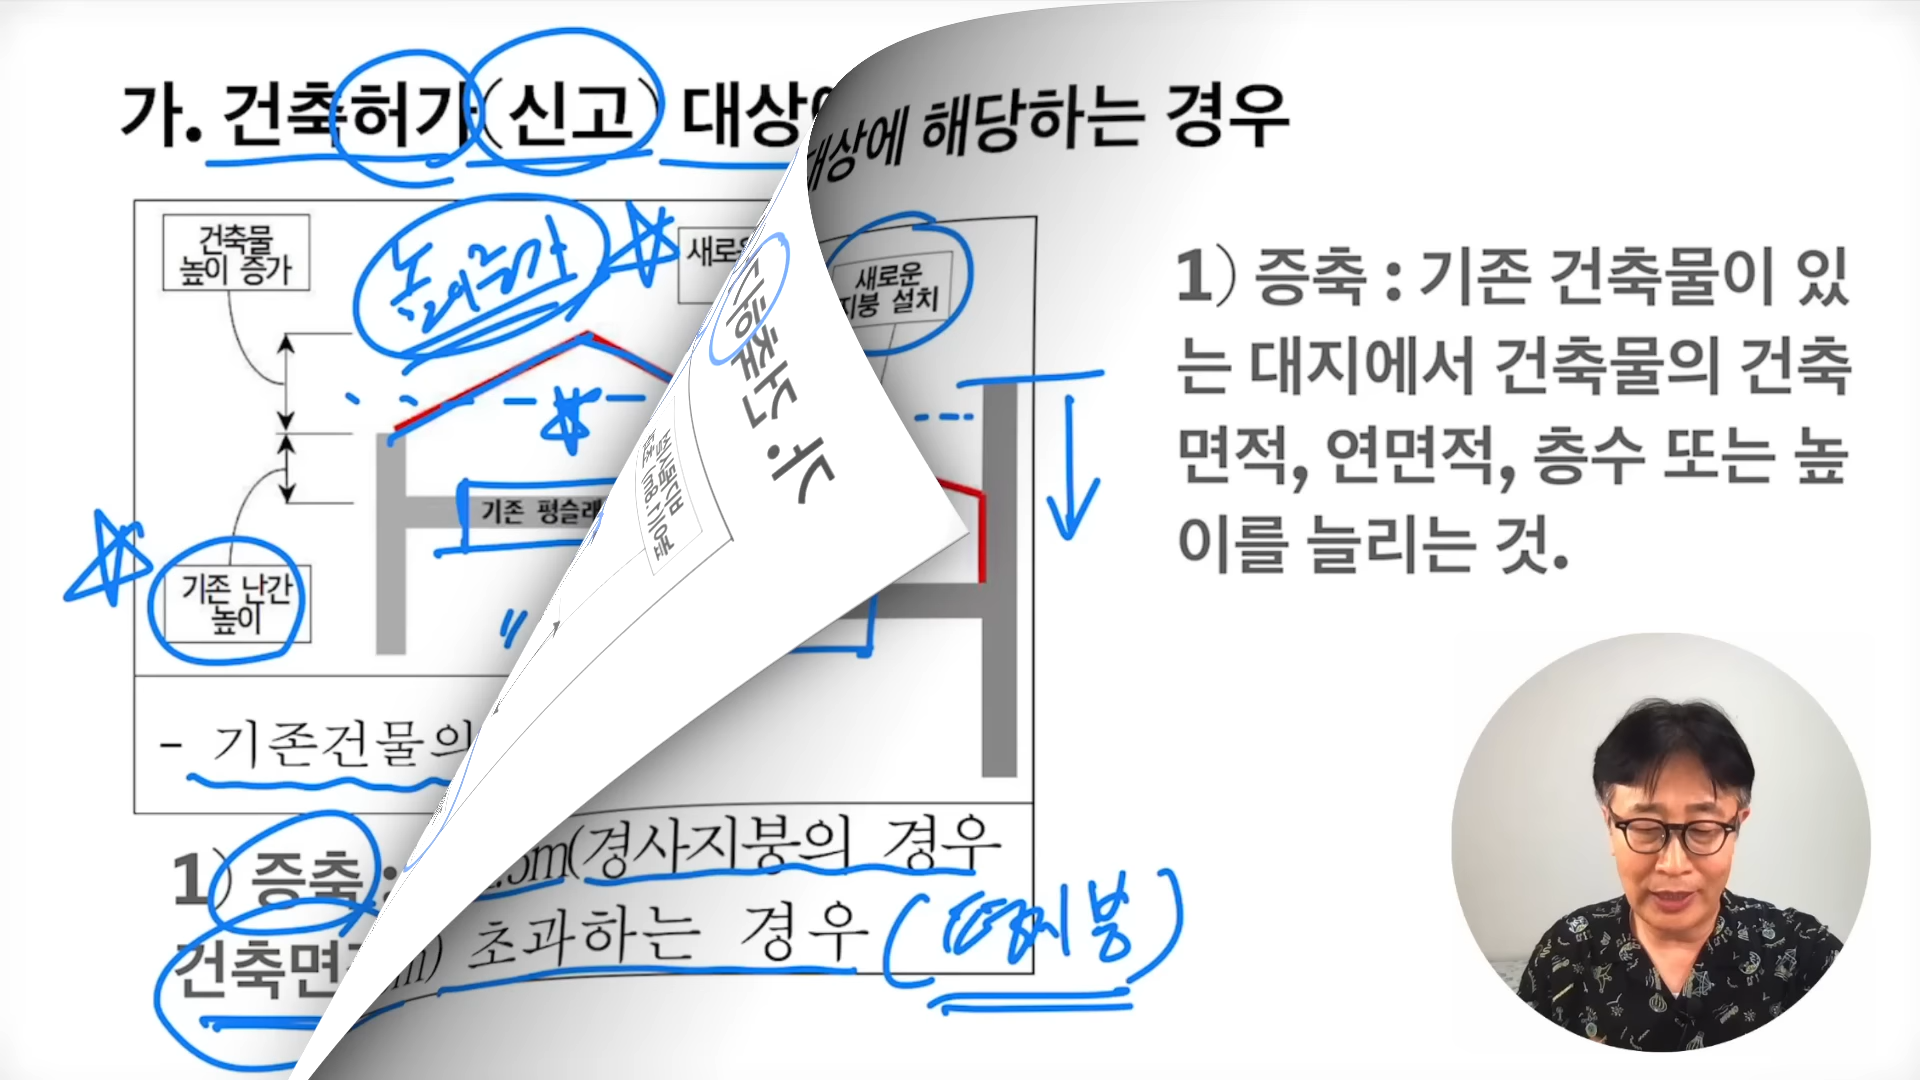 가. 건축허가(신고) 대상에 해당하는 경우
건축물
높이 증가
높이증가
새로운
지붕 설치
기존 평슬래
기존 난간
높이
- 기존건물의
1) 증축 :
건축면
.5m(경사지붕의 경우
m) 초과하는 경우
1) 증축 : 기존 건축물이 있
는 대지에서 건축물의 건축
면적, 연면적, 층수 또는 높
이를 늘리는 것.